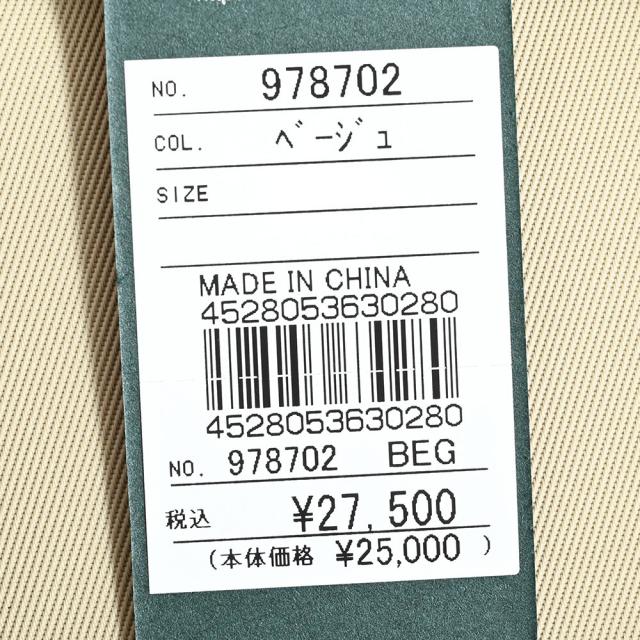 NO. 978702
COL. ﾍﾞｰｼﾞｭ
SIZE
MADE IN CHINA
4528053630280
4528053630280
NO. 978702 BEG
税込 ¥27,500
(本体価格 ¥25,000 )